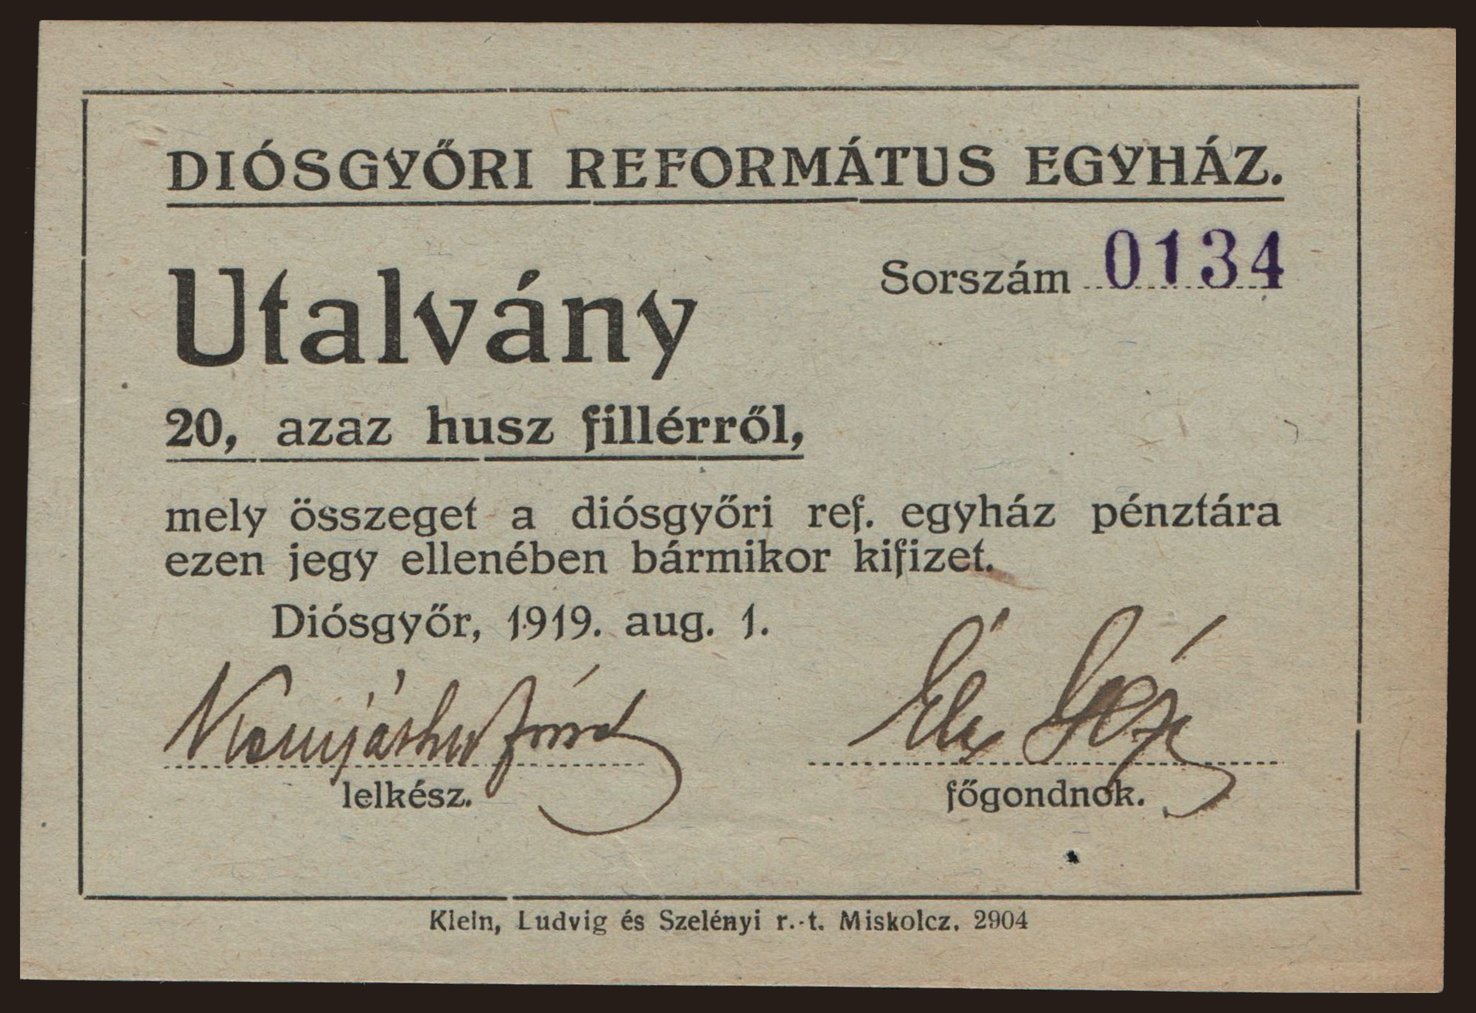 DIÓSGYŐRI REFORMÁTUS EGYHÁZ.
Sorszám 0134
Utalvány
20, azaz husz fillérről,
mely összeget a diósgyőri ref. egyház pénztára
ezen jegy ellenében bármikor kifizet.
Diósgyőr, 1919. aug. 1.
lelkész. főgondnok.
Klein, Ludvig és Szelényi r.-t. Miskolcz. 2904